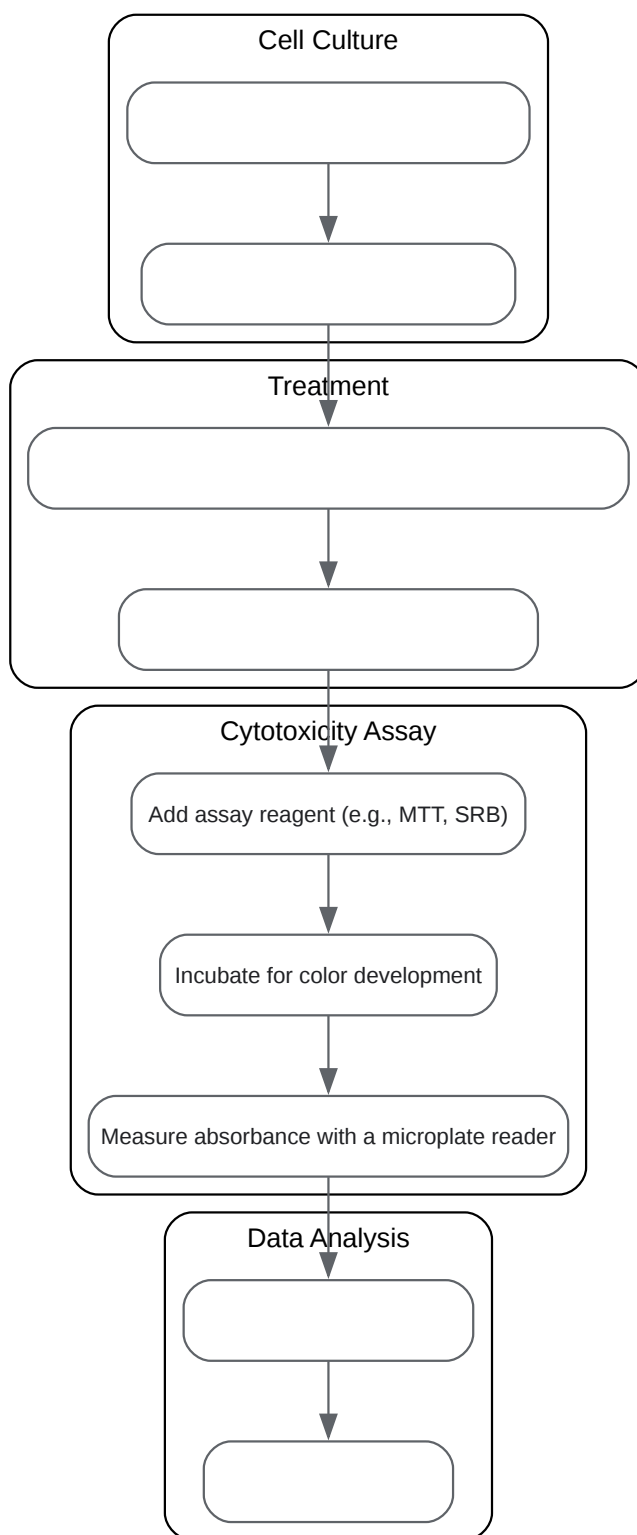 Cell Culture
Treatment
Cytotoxicity Assay
Add assay reagent (e.g., MTT, SRB)
Incubate for color development
Measure absorbance with a microplate reader
Data Analysis